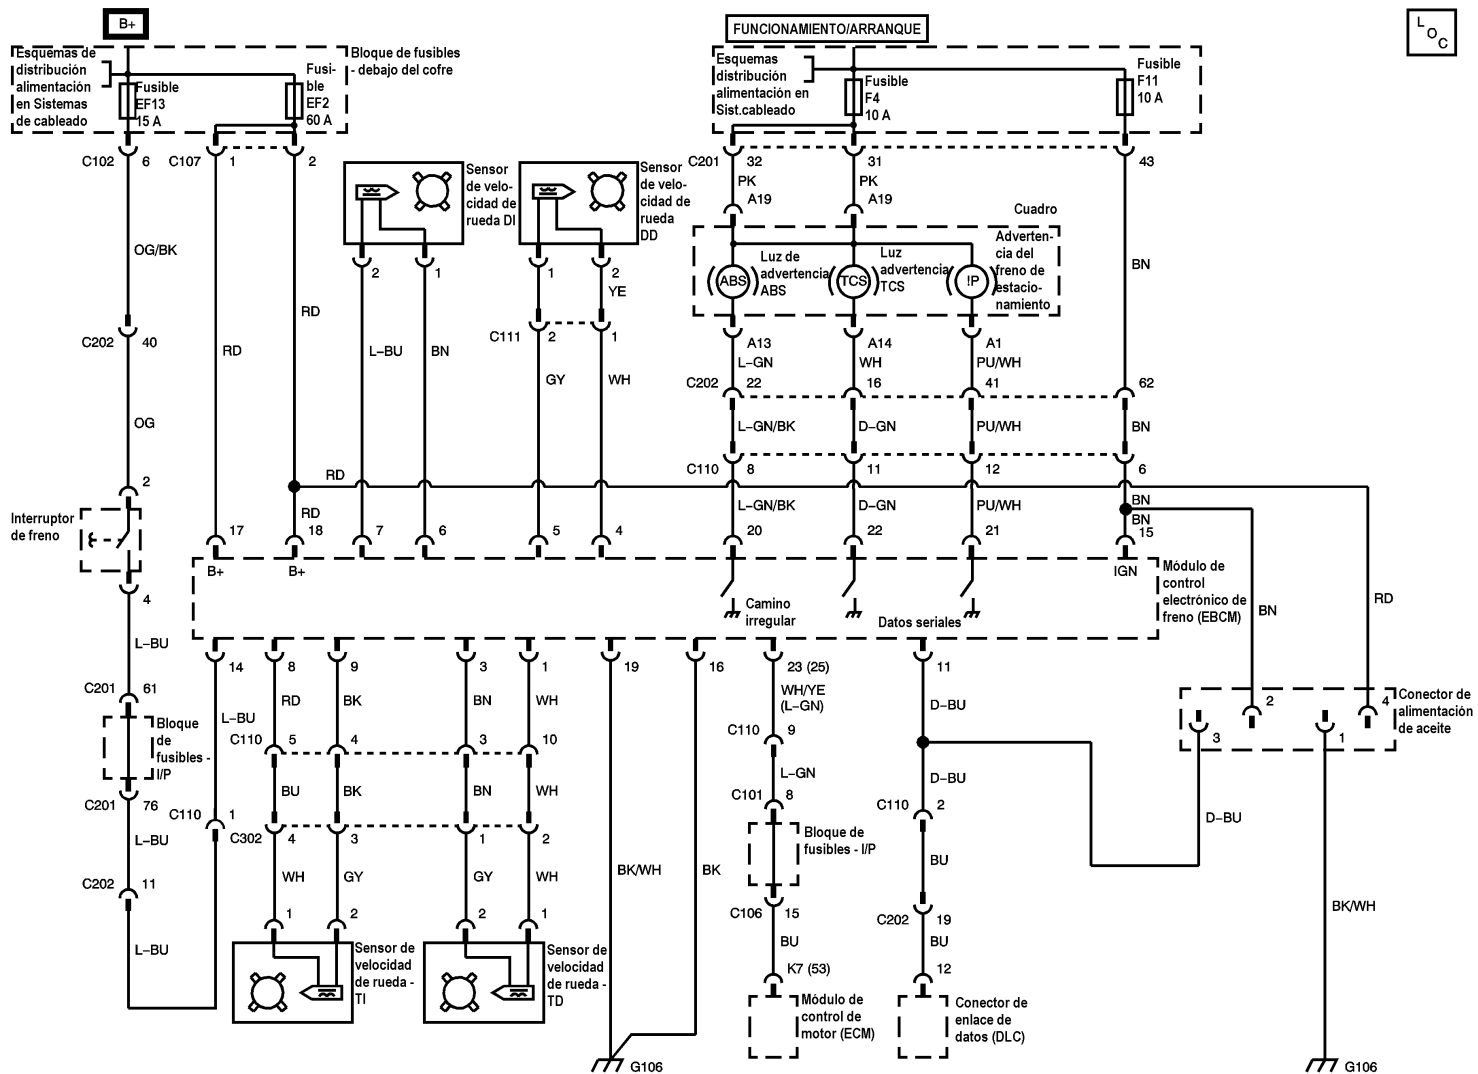 B+
FUNCIONAMIENTO/ARRANQUE
L
O
C
Esquemas de
distribución
alimentación
en Sistemas
de cableado
Fusible
EF13
15 A
Fusi-
ble
EF2
60 A
Bloque de fusibles
- debajo del cofre
Esquemas
distribución
alimentación en
Sist.cableado
Fusible
F4
10 A
Fusible
F11
10 A
C102
6
C107
1
2
C201
32
31
43
Sensor
de velo-
cidad de
rueda DI
Sensor
de velo-
cidad de
rueda
DD
PK
A19
PK
A19
Cuadro
OG/BK
RD
RD
2
1
1
2
YE
Luz de
advertencia
ABS
Luz
advertencia
TCS
Adverten-
cia del
freno de
estacio-
namiento
ABS
TCS
!P
BN
C202
40
L-BU
BN
C111
2
1
A13
A14
A1
L-GN
WH
PU/WH
GY
WH
C202
22
16
41
62
OG
L-GN/BK
D-GN
PU/WH
BN
C110
8
11
12
6
2
RD
RD
L-GN/BK
D-GN
PU/WH
BN
BN
Interruptor
de freno
17
18
7
6
5
4
20
22
21
15
B+
B+
IGN
Módulo de
control
electrónico de
freno (EBCM)
4
Camino
irregular
Datos seriales
BN
RD
L-BU
14
8
9
3
1
19
16
23 (25)
11
C201
61
RD
BK
BN
WH
WH/YE
(L-GN)
D-BU
2
4
Conector de
alimentación
de aceite
L-BU
Bloque
de
fusibles -
I/P
C110
5
4
3
10
C110
9
3
1
BU
BK
BN
WH
L-GN
D-BU
C201
76
C110
1
C101
8
C110
2
D-BU
L-BU
C302
4
3
1
2
Bloque de
fusibles - I/P
BU
C202
11
WH
GY
GY
WH
BK/WH
BK
1
2
2
1
C106
15
C202
19
BK/WH
L-BU
Sensor de
velocidad
de rueda -
TI
Sensor de
velocidad
de rueda -
TD
BU
BU
K7 (53)
12
Módulo de
control de
motor (ECM)
Conector de
enlace de
datos (DLC)
G106
G106